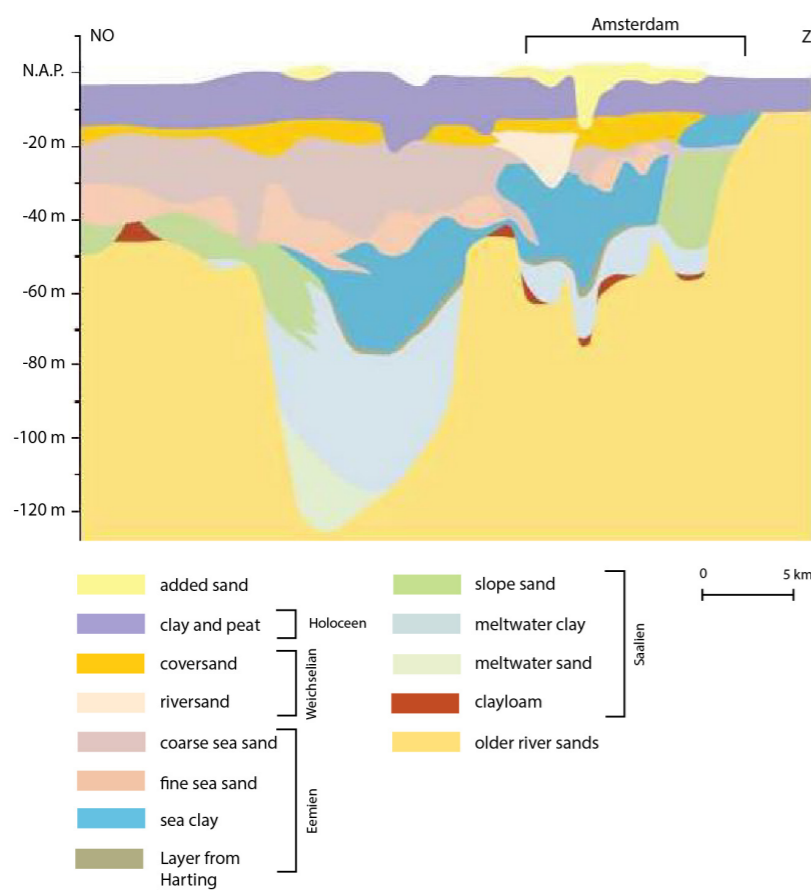 Amsterdam
NO
Z
N.A.P.
-20 m
-40 m
-60 m
-80 m
-100 m
-120 m
added sand
clay and peat
Holoceen
coversand
riversand
Weichselian
coarse sea sand
fine sea sand
sea clay
Layer from
Harting
Eemien
slope sand
meltwater clay
meltwater sand
clayloam
Saalien
older river sands
0
5 km